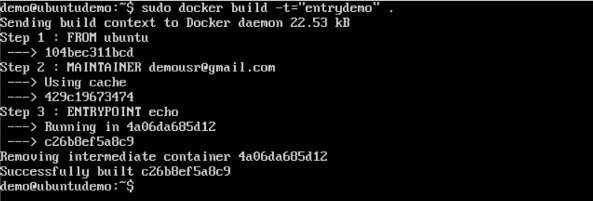 demo@ubuntudemo:~$ sudo docker build -t="entrydemo" .
Sending build context to Docker daemon 22.53 kB
Step 1 : FROM ubuntu
 ---> 104bec311bcd
Step 2 : MAINTAINER demousr@gmail.com
 ---> Using cache
 ---> 429c19673474
Step 3 : ENTRYPOINT echo
 ---> Running in 4a06da685d12
 ---> c26b8ef5a8c9
Removing intermediate container 4a06da685d12
Successfully built c26b8ef5a8c9
demo@ubuntudemo:~$